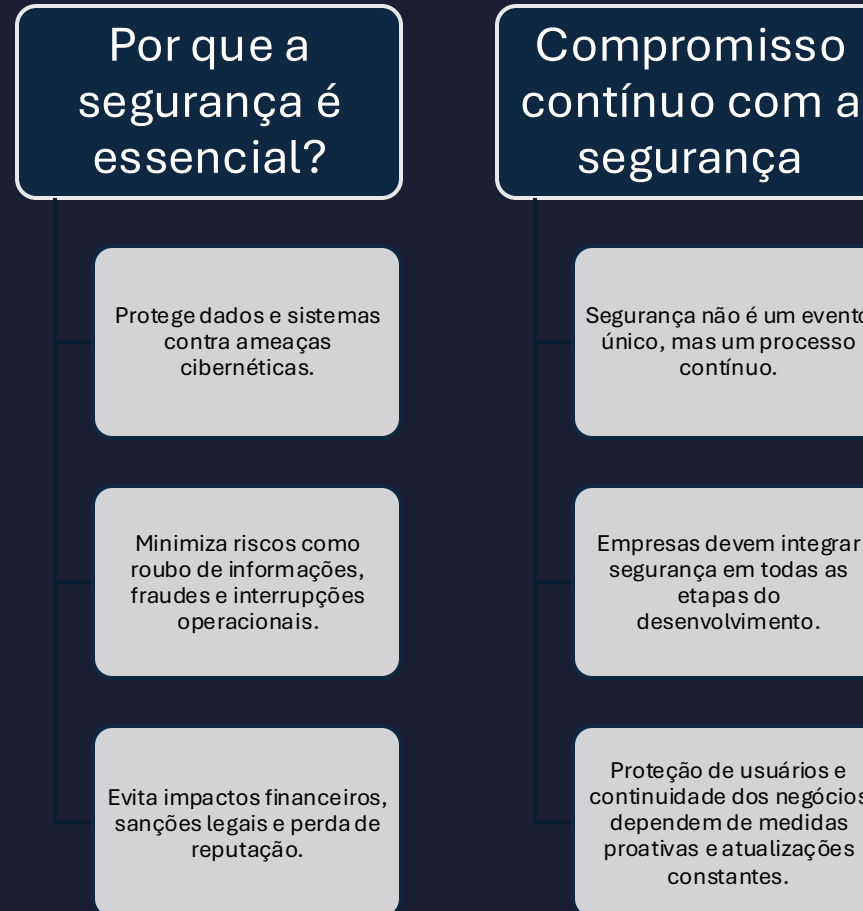 Por que a
segurança é
essencial?
Protege dados e sistemas
contra ameaças
cibernéticas.
Minimiza riscos como
roubo de informações,
fraudes e interrupções
operacionais.
Evita impactos financeiros,
sanções legais e perda de
reputação.
Compromisso
contínuo com a
segurança
Segurança não é um evento
único, mas um processo
contínuo.
Empresas devem integrar
segurança em todas as
etapas do
desenvolvimento.
Proteção de usuários e
continuidade dos negócios
dependem de medidas
proativas e atualizações
constantes.